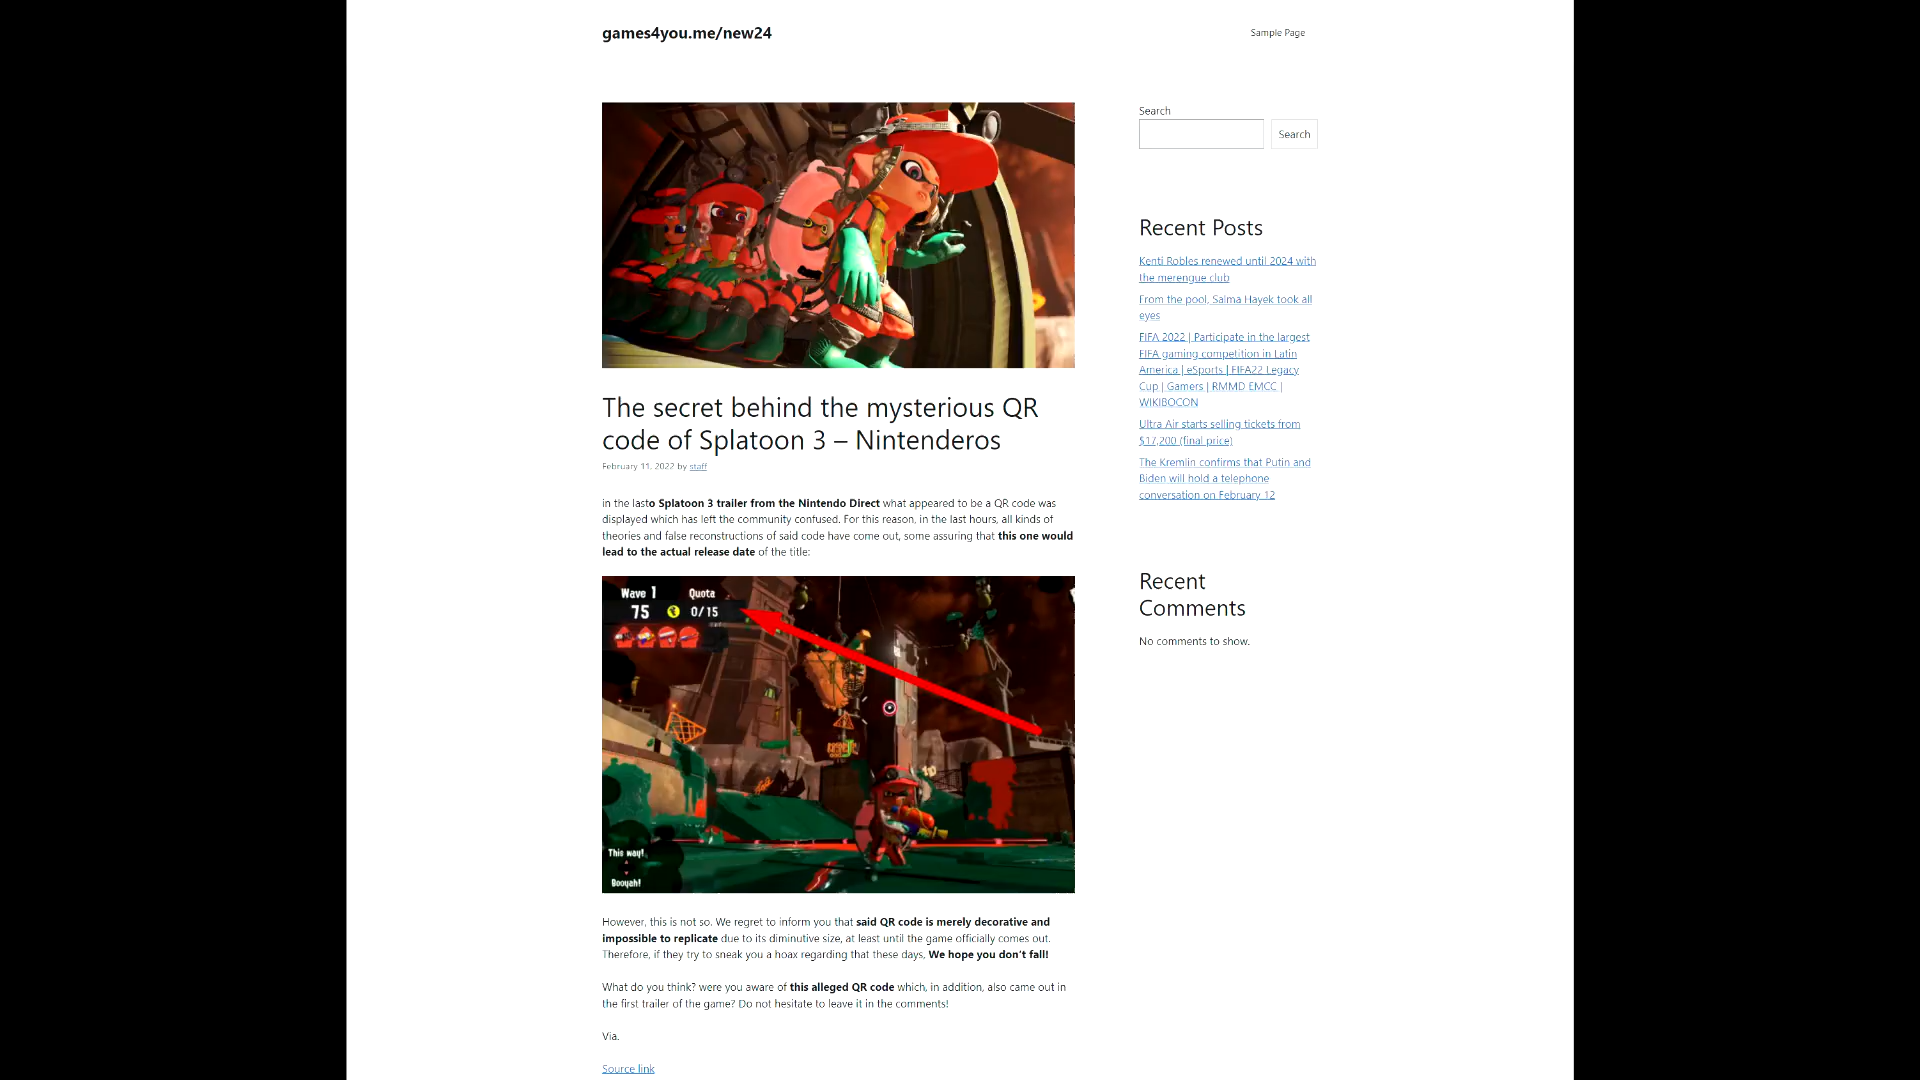 games4you.me/new24
Sample Page
The secret behind the mysterious QR
code of Splatoon 3 – Nintenderos
February 11, 2022 by staff
in the lasto Splatoon 3 trailer from the Nintendo Direct what appeared to be a QR code was
displayed which has left the community confused. For this reason, in the last hours, all kinds of
theories and false reconstructions of said code have come out, some assuring that this one would
lead to the actual release date of the title:
Wave 1 Quota
75 0/15
This way!
Booyah!
However, this is not so. We regret to inform you that said QR code is merely decorative and
impossible to replicate due to its diminutive size, at least until the game officially comes out.
Therefore, if they try to sneak you a hoax regarding that these days, We hope you don't fall!
What do you think? were you aware of this alleged QR code which, in addition, also came out in
the first trailer of the game? Do not hesitate to leave it in the comments!
Via.
Source link
Search
Search
Recent Posts
Kenti Robles renewed until 2024 with
the merengue club
From the pool, Salma Hayek took all
eyes
FIFA 2022 | Participate in the largest
FIFA gaming competition in Latin
America | eSports | FIFA22 Legacy
Cup | Gamers | RMMD EMCC |
WIKIBOCON
Ultra Air starts selling tickets from
$17,200 (final price)
The Kremlin confirms that Putin and
Biden will hold a telephone
conversation on February 12
Recent
Comments
No comments to show.